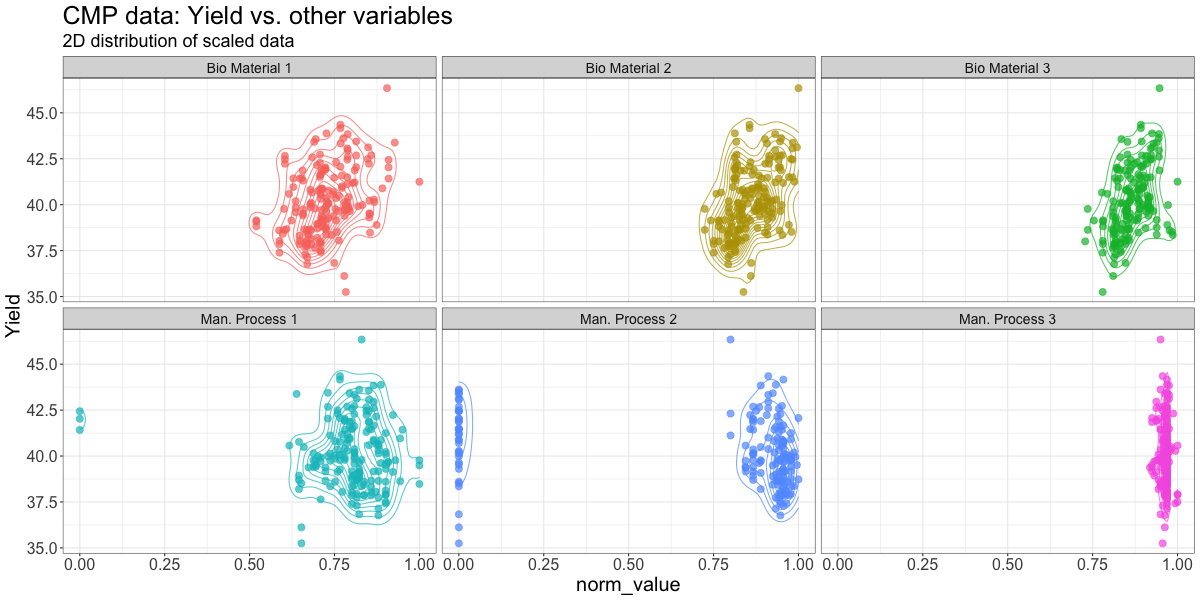 CMP data: Yield vs. other variables
2D distribution of scaled data
Bio Material 1 Bio Material 2 Bio Material 3
45.0
42.5
40.0
37.5
35.0
Yield
Man. Process 1 Man. Process 2 Man. Process 3
45.0
42.5
40.0
37.5
35.0
0.00 0.25 0.50 0.75 1.00 0.00 0.25 0.50 0.75 1.00 0.00 0.25 0.50 0.75 1.00
norm_value